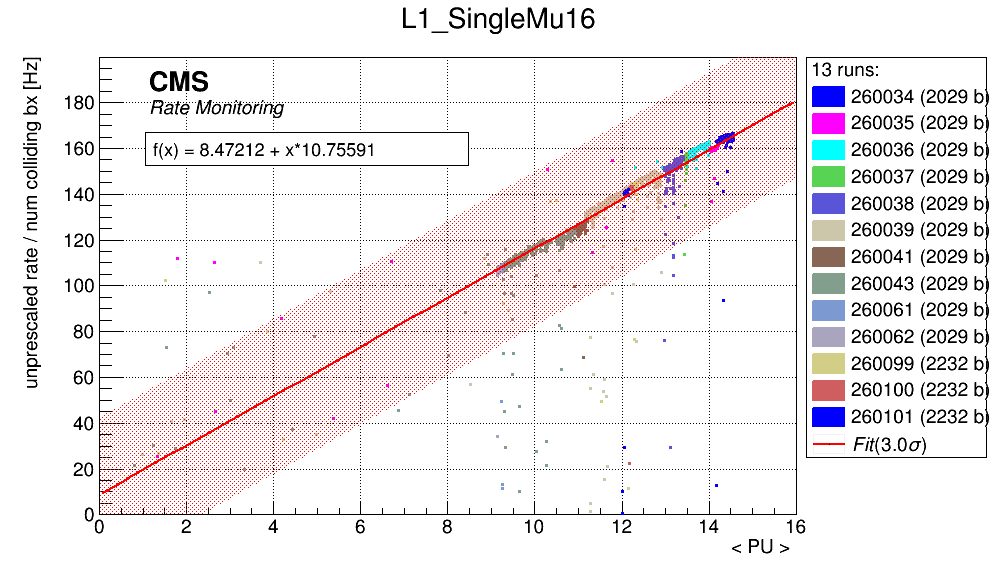 L1_SingleMu16
unprescaled rate / num colliding bx [Hz]
CMS
Rate Monitoring
f(x) = 8.47212 + x*10.75591
180
160
140
120
100
80
60
40
20
0
0 2 4 6 8 10 12 14 16
< PU >
13 runs:
260034 (2029 b)
260035 (2029 b)
260036 (2029 b)
260037 (2029 b)
260038 (2029 b)
260039 (2029 b)
260041 (2029 b)
260043 (2029 b)
260061 (2029 b)
260062 (2029 b)
260099 (2232 b)
260100 (2232 b)
260101 (2232 b)
Fit(3.0σ)